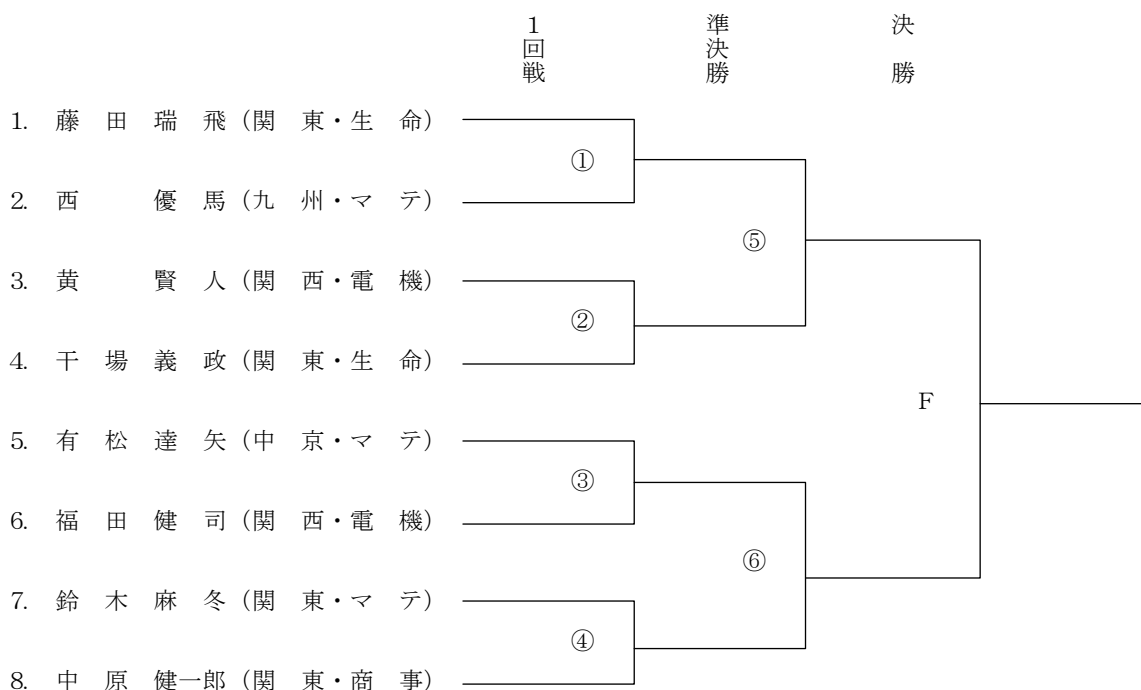 1回戦
準決勝
決勝
1. 藤田瑞飛(関東・生命)
①
2. 西優馬(九州・マテ)
⑤
3. 黄賢人(関西・電機)
②
4. 干場義政(関東・生命)
F
5. 有松達矢(中京・マテ)
③
6. 福田健司(関西・電機)
⑥
7. 鈴木麻冬(関東・マテ)
④
8. 中原健一郎(関東・商事)